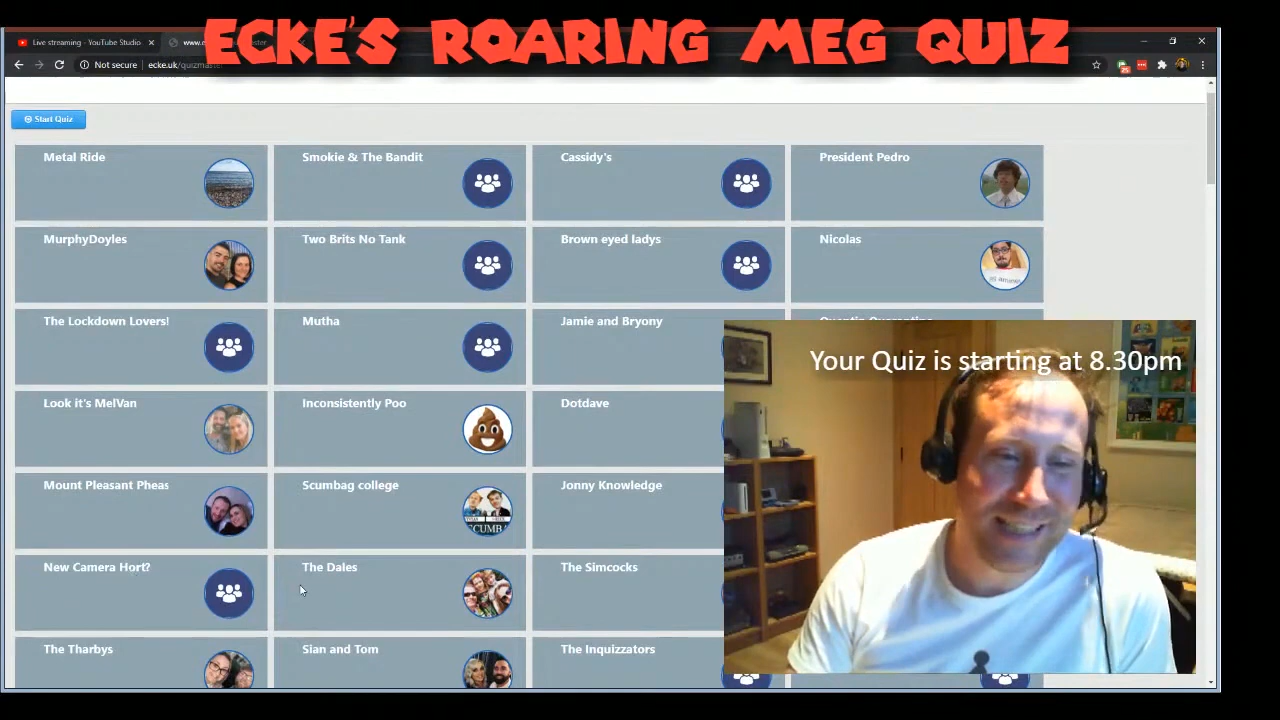 ECKE'S ROARING MEG QUIZ
Live streaming - YouTube Studio
Not secure
ecke.uk/quizmaster
25
Start Quiz
Metal Ride
Smokie & The Bandit
Cassidy's
President Pedro
MurphyDoyles
Two Brits No Tank
Brown eyed ladys
Nicolas
The Lockdown Lovers!
Mutha
Jamie and Bryony
Your Quiz is starting at 8.30pm
Look it's MelVan
Inconsistently Poo
Dotdave
Mount Pleasant Pheas
Scumbag college
Jonny Knowledge
New Camera Hort?
The Dales
The Simcocks
The Tharbys
Sian and Tom
The Inquizzators